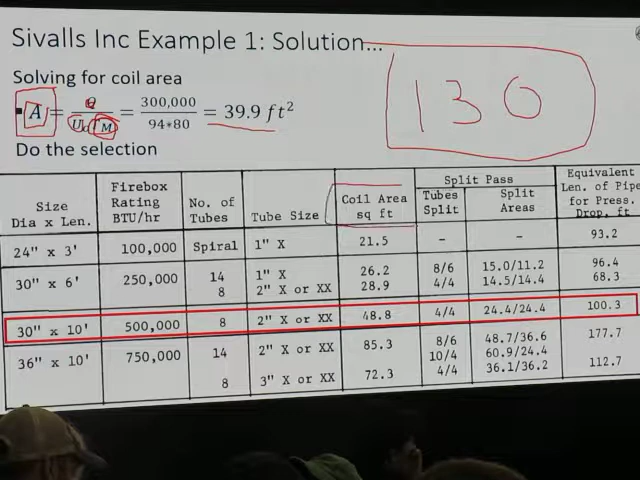 Sivalls Inc Example 1: Solution...
130
Solving for coil area
▪ A = q / U₀T_M = 300,000 / 94*80 = 39.9 ft²
Do the selection
Size Dia x Len. | Firebox Rating BTU/hr | No. of Tubes | Tube Size | Coil Area sq ft | Split Pass Tubes Split | Split Areas | Equivalent Len. of Pipe for Press. Drop, ft
24" x 3' 100,000 Spiral 1" X 21.5 - - 93.2
30" x 6' 250,000 14 1" X 26.2 8/6 15.0/11.2 96.4
8 2" X or XX 28.9 4/4 14.5/14.4 68.3
30" x 10' 500,000 8 2" X or XX 48.8 4/4 24.4/24.4 100.3
36" x 10' 750,000 14 2" X or XX 85.3 8/6 48.7/36.6 177.7
10/4 60.9/24.4
8 3" X or XX 72.3 4/4 36.1/36.2 112.7